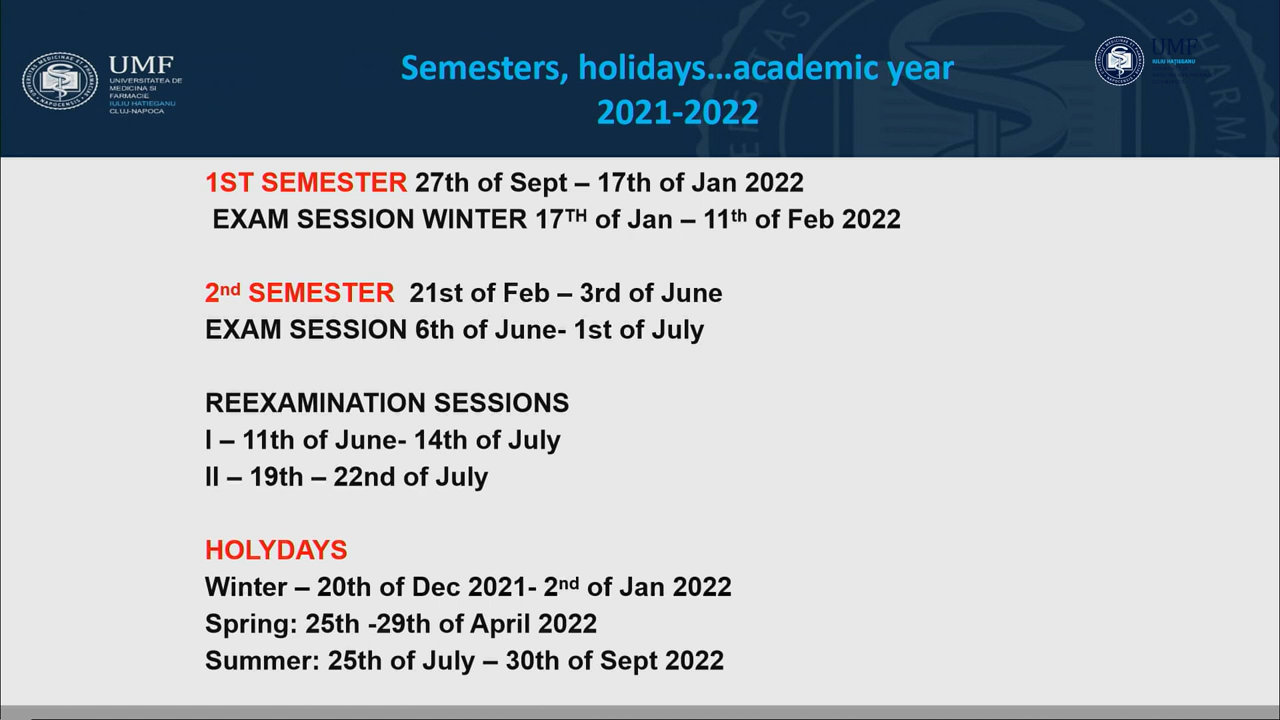 UMF
UNIVERSITATEA DE
MEDICINA SI
FARMACIE
IULIU HATIEGANU
CLUJ-NAPOCA
Semesters, holidays...academic year
2021-2022
UMF
IULIU HAȚIEGANU
1ST SEMESTER 27th of Sept – 17th of Jan 2022
EXAM SESSION WINTER 17TH of Jan – 11th of Feb 2022
2nd SEMESTER 21st of Feb – 3rd of June
EXAM SESSION 6th of June- 1st of July
REEXAMINATION SESSIONS
I – 11th of June- 14th of July
II – 19th – 22nd of July
HOLYDAYS
Winter – 20th of Dec 2021- 2nd of Jan 2022
Spring: 25th -29th of April 2022
Summer: 25th of July – 30th of Sept 2022